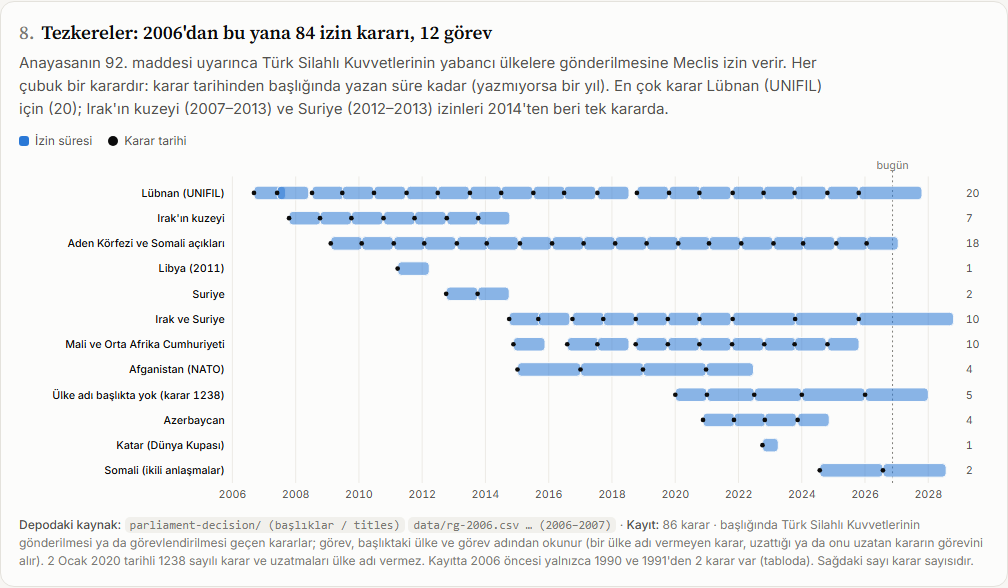 8. Tezkereler: 2006'dan bu yana 84 izin kararı, 12 görev
Anayasanın 92. maddesi uyarınca Türk Silahlı Kuvvetlerinin yabancı ülkelere gönderilmesine Meclis izin verir. Her
çubuk bir karardır: karar tarihinden başlığında yazan süre kadar (yazmıyorsa bir yıl). En çok karar Lübnan (UNIFIL)
için (20); Irak'ın kuzeyi (2007–2013) ve Suriye (2012–2013) izinleri 2014'ten beri tek kararda.
İzin süresi Karar tarihi
bugün
Lübnan (UNIFIL) 20
Irak'ın kuzeyi 7
Aden Körfezi ve Somali açıkları 18
Libya (2011) 1
Suriye 2
Irak ve Suriye 10
Mali ve Orta Afrika Cumhuriyeti 10
Afganistan (NATO) 4
Ülke adı başlıkta yok (karar 1238) 5
Azerbaycan 4
Katar (Dünya Kupası) 1
Somali (ikili anlaşmalar) 2
2006 2008 2010 2012 2014 2016 2018 2020 2022 2024 2026 2028
Depodaki kaynak: parliament-decision/ (başlıklar / titles) data/rg-2006.csv … (2006–2007) · Kayıt: 86 karar · başlığında Türk Silahlı Kuvvetlerinin
gönderilmesi ya da görevlendirilmesi geçen kararlar; görev, başlıktaki ülke ve görev adından okunur (bir ülke adı vermeyen karar, uzattığı ya da onu uzatan kararın görevini
alır). 2 Ocak 2020 tarihli 1238 sayılı karar ve uzatmaları ülke adı vermez. Kayıtta 2006 öncesi yalnızca 1990 ve 1991'den 2 karar var (tabloda). Sağdaki sayı karar sayısıdır.